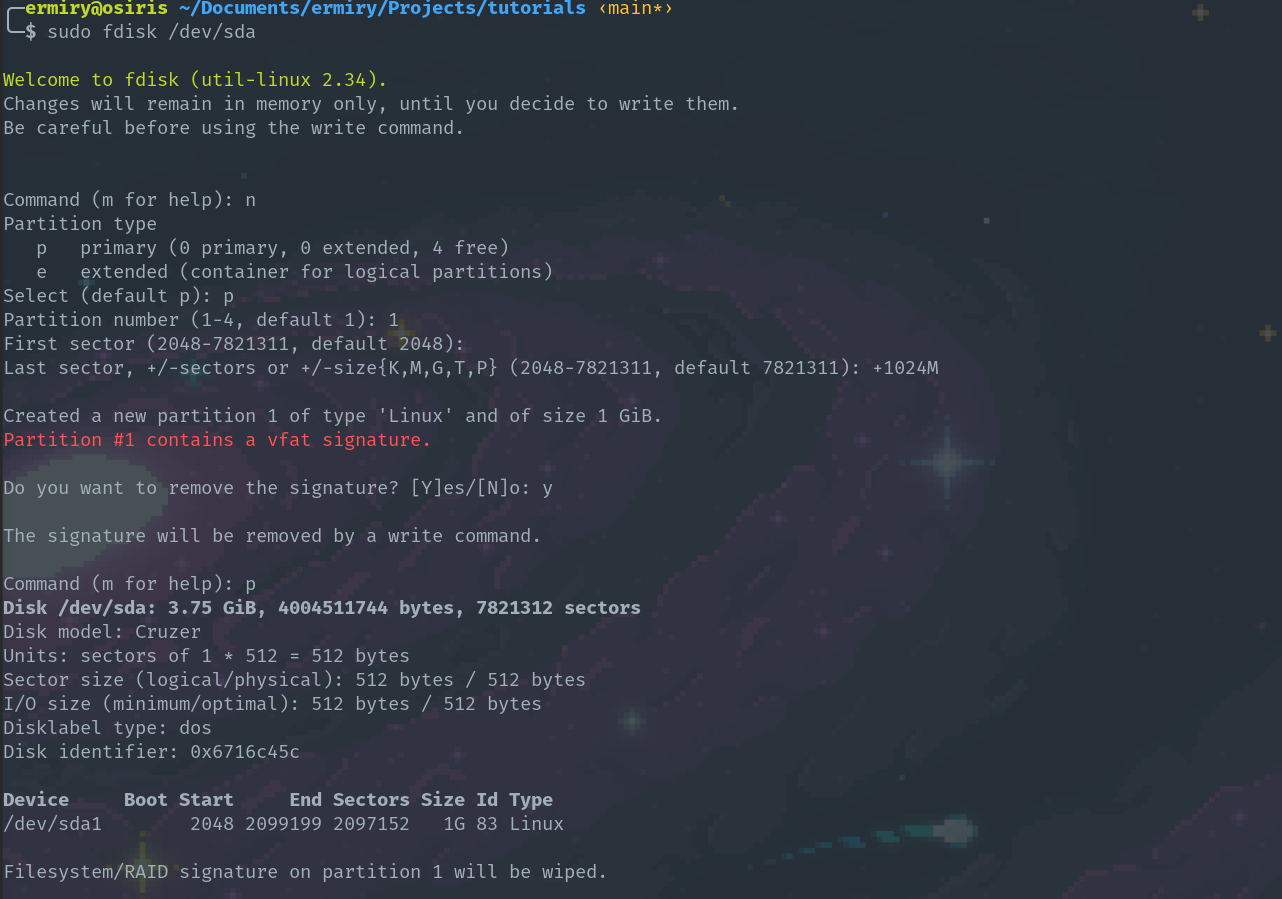 ermiry@osiris ~/Documents/ermiry/Projects/tutorials ‹main*›
$ sudo fdisk /dev/sda
Welcome to fdisk (util-linux 2.34).
Changes will remain in memory only, until you decide to write them.
Be careful before using the write command.
Command (m for help): n
Partition type
   p   primary (0 primary, 0 extended, 4 free)
   e   extended (container for logical partitions)
Select (default p): p
Partition number (1-4, default 1): 1
First sector (2048-7821311, default 2048):
Last sector, +/-sectors or +/-size{K,M,G,T,P} (2048-7821311, default 7821311): +1024M
Created a new partition 1 of type 'Linux' and of size 1 GiB.
Partition #1 contains a vfat signature.
Do you want to remove the signature? [Y]es/[N]o: y
The signature will be removed by a write command.
Command (m for help): p
Disk /dev/sda: 3.75 GiB, 4004511744 bytes, 7821312 sectors
Disk model: Cruzer
Units: sectors of 1 * 512 = 512 bytes
Sector size (logical/physical): 512 bytes / 512 bytes
I/O size (minimum/optimal): 512 bytes / 512 bytes
Disklabel type: dos
Disk identifier: 0x6716c45c
Device     Boot Start     End Sectors Size Id Type
/dev/sda1        2048 2099199 2097152   1G 83 Linux
Filesystem/RAID signature on partition 1 will be wiped.